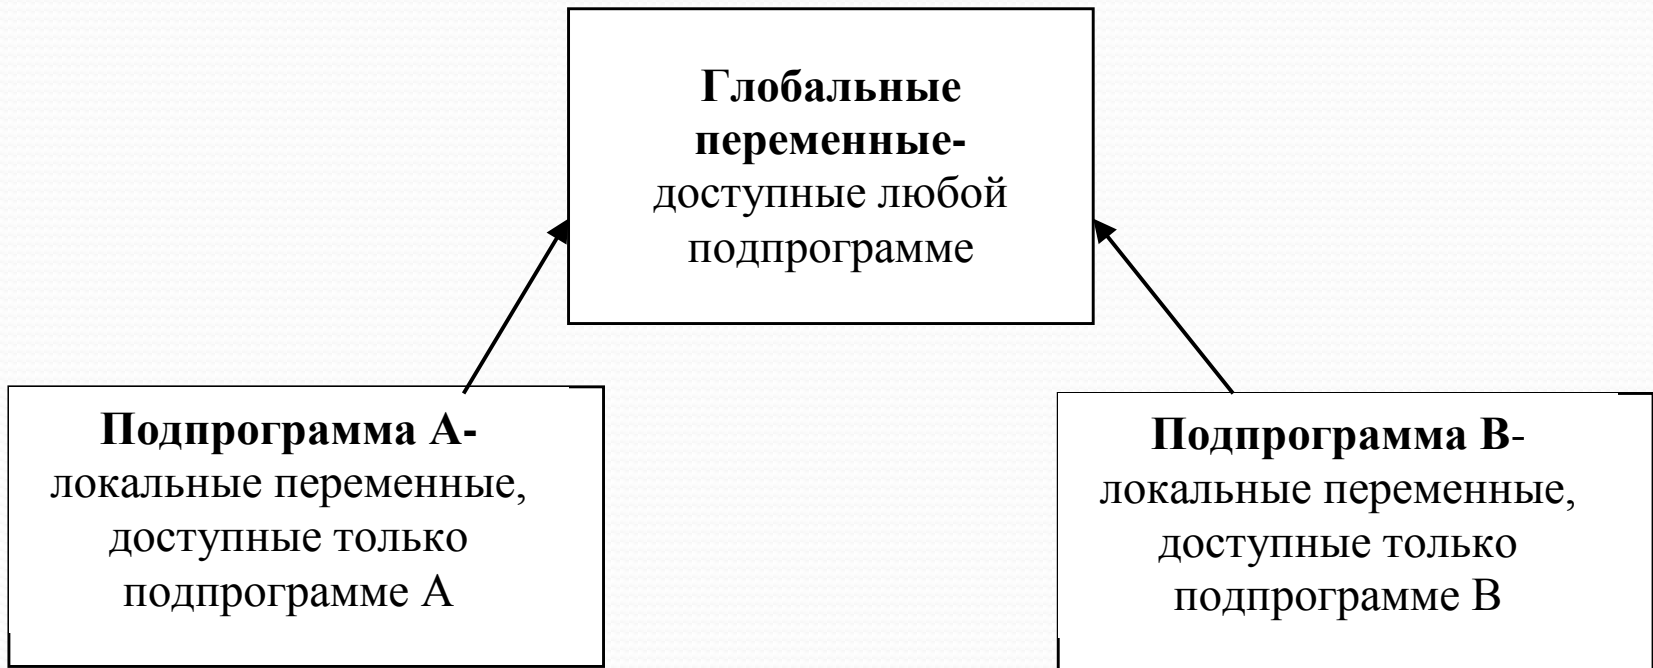 Глобальные
переменные-
доступные любой
подпрограмме
Подпрограмма А-
локальные переменные,
доступные только
подпрограмме А
Подпрограмма В-
локальные переменные,
доступные только
подпрограмме В